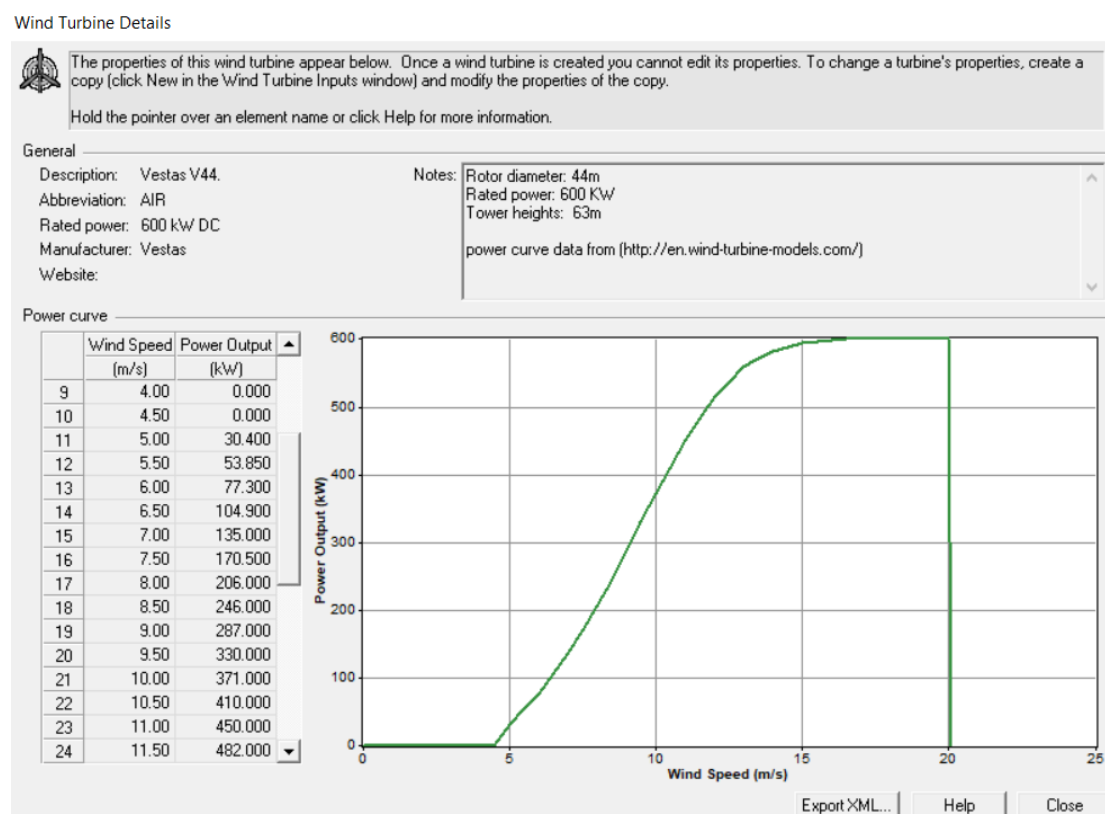 Wind Turbine Details
The properties of this wind turbine appear below. Once a wind turbine is created you cannot edit its properties. To change a turbine's properties, create a
copy (click New in the Wind Turbine Inputs window) and modify the properties of the copy.
Hold the pointer over an element name or click Help for more information.
General
Description: Vestas V44.
Abbreviation: AIR
Rated power: 600 kW DC
Manufacturer: Vestas
Website:
Notes: Rotor diameter: 44m
Rated power: 600 KW
Tower heights: 63m
power curve data from (http://en.wind-turbine-models.com/)
Power curve
Wind Speed Power Output
(m/s) (kW)
9 4.00 0.000
10 4.50 0.000
11 5.00 30.400
12 5.50 53.850
13 6.00 77.300
14 6.50 104.900
15 7.00 135.000
16 7.50 170.500
17 8.00 206.000
18 8.50 246.000
19 9.00 287.000
20 9.50 330.000
21 10.00 371.000
22 10.50 410.000
23 11.00 450.000
24 11.50 482.000
Power Output (kW)
600
500
400
300
200
100
0
0 5 10 15 20 25
Wind Speed (m/s)
Export XML... Help Close